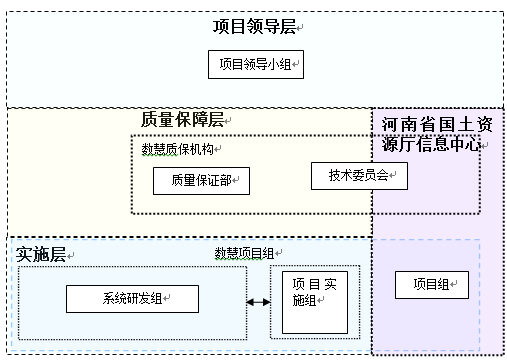 项目领导层
项目领导小组
质量保障层
河南省国土资
源厅信息中心
数慧质保机构
质量保证部
技术委员会
实施层
数慧项目组
系统研发组
项目实
施组
项目组